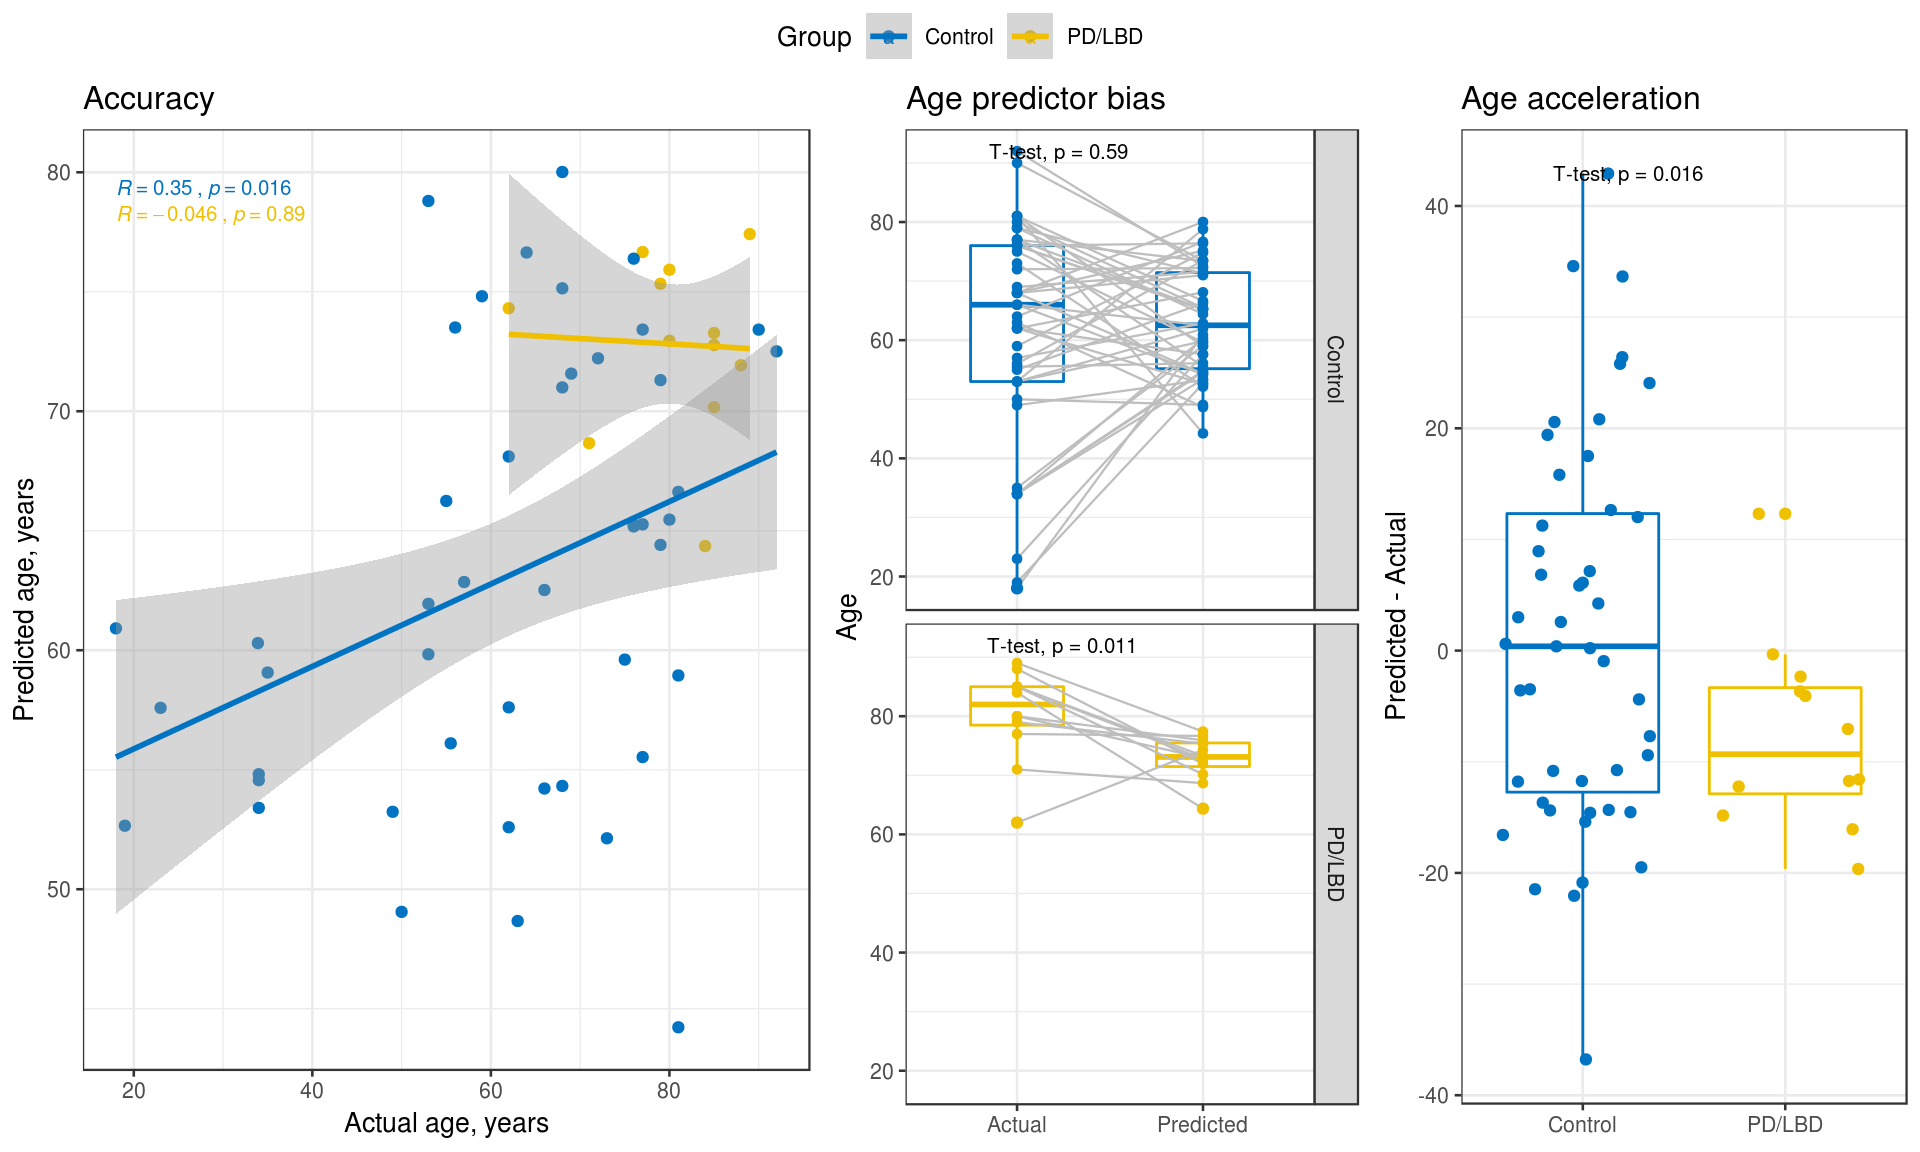 Group Control PD/LBD
Accuracy
Predicted age, years
80
70
60
50
R = 0.35 , p = 0.016
R = −0.046 , p = 0.89
20 40 60 80
Actual age, years
Age predictor bias
Age
80
60
40
20
T-test, p = 0.59
Control
80
60
40
20
T-test, p = 0.011
PD/LBD
Actual Predicted
Age acceleration
Predicted - Actual
40
20
0
-20
-40
T-test, p = 0.016
Control PD/LBD